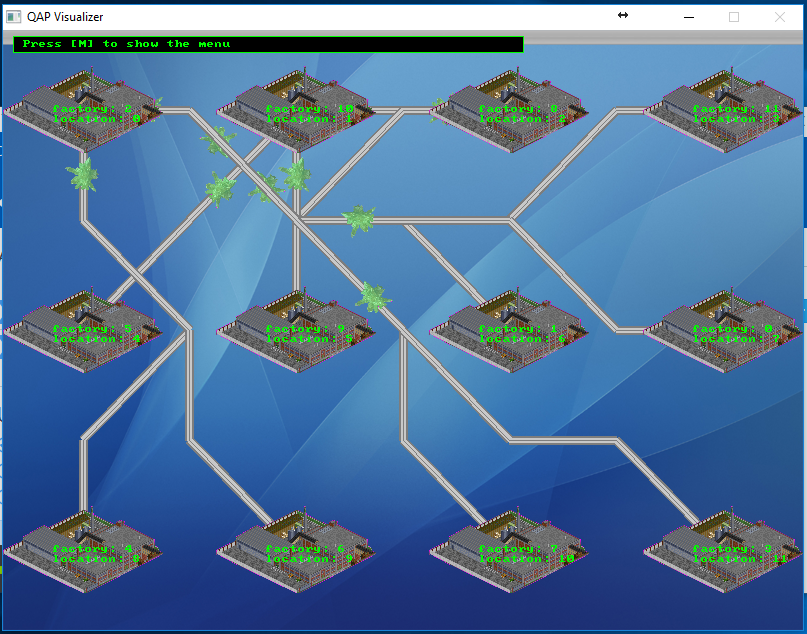 QAP Visualizer
Press [M] to show the menu
factory: 2
location: 0
factory: 10
location: 1
factory: 8
location: 2
factory: 11
location: 3
factory: 5
location: 4
factory: 9
location: 5
factory: 1
location: 6
factory: 0
location: 7
factory: 4
location: 8
factory: 6
location: 9
factory: 7
location: 10
factory: 3
location: 11